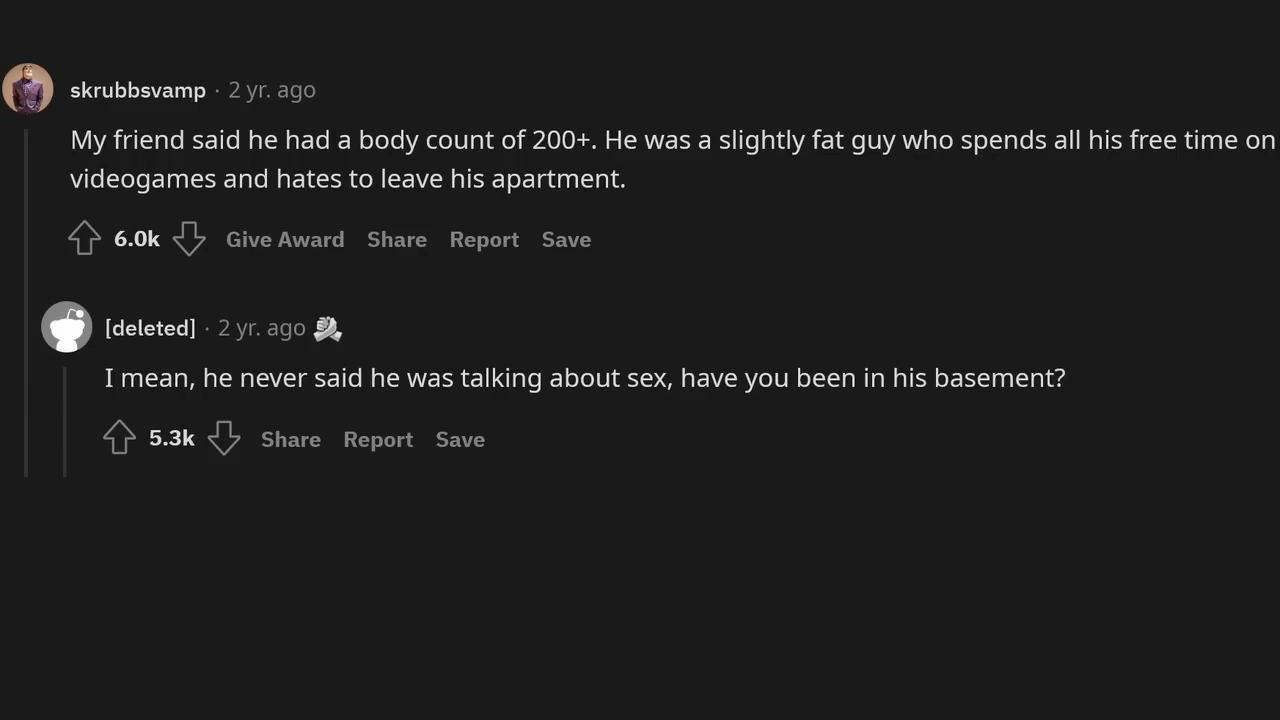 skrubbsvamp · 2 yr. ago
My friend said he had a body count of 200+. He was a slightly fat guy who spends all his free time on
videogames and hates to leave his apartment.
6.0k Give Award Share Report Save
[deleted] · 2 yr. ago
I mean, he never said he was talking about sex, have you been in his basement?
5.3k Share Report Save